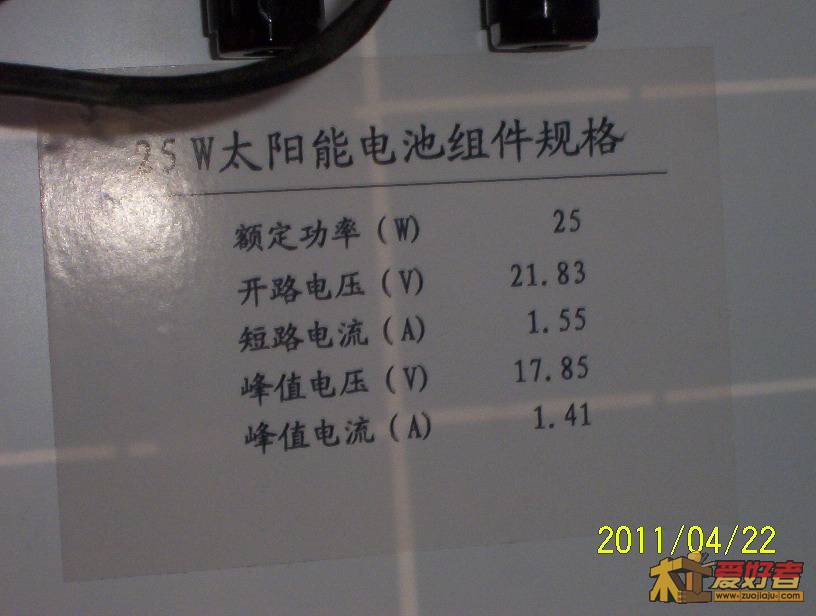 25W太阳能电池组件规格
额定功率(W) 25
开路电压(V) 21.83
短路电流(A) 1.55
峰值电压(V) 17.85
峰值电流(A) 1.41
2011/04/22
爱好者
www.zuojiaju.com